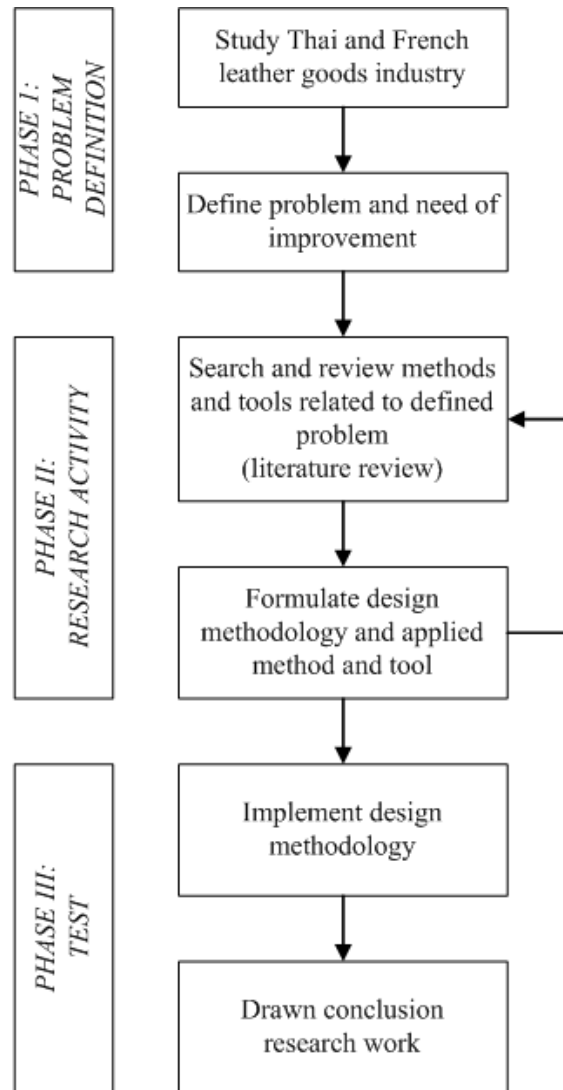 PHASE I:
PROBLEM
DEFINITION
Study Thai and French
leather goods industry
Define problem and need of
improvement
PHASE II:
RESEARCH ACTIVITY
Search and review methods
and tools related to defined
problem
(literature review)
Formulate design
methodology and applied
method and tool
PHASE III:
TEST
Implement design
methodology
Drawn conclusion
research work